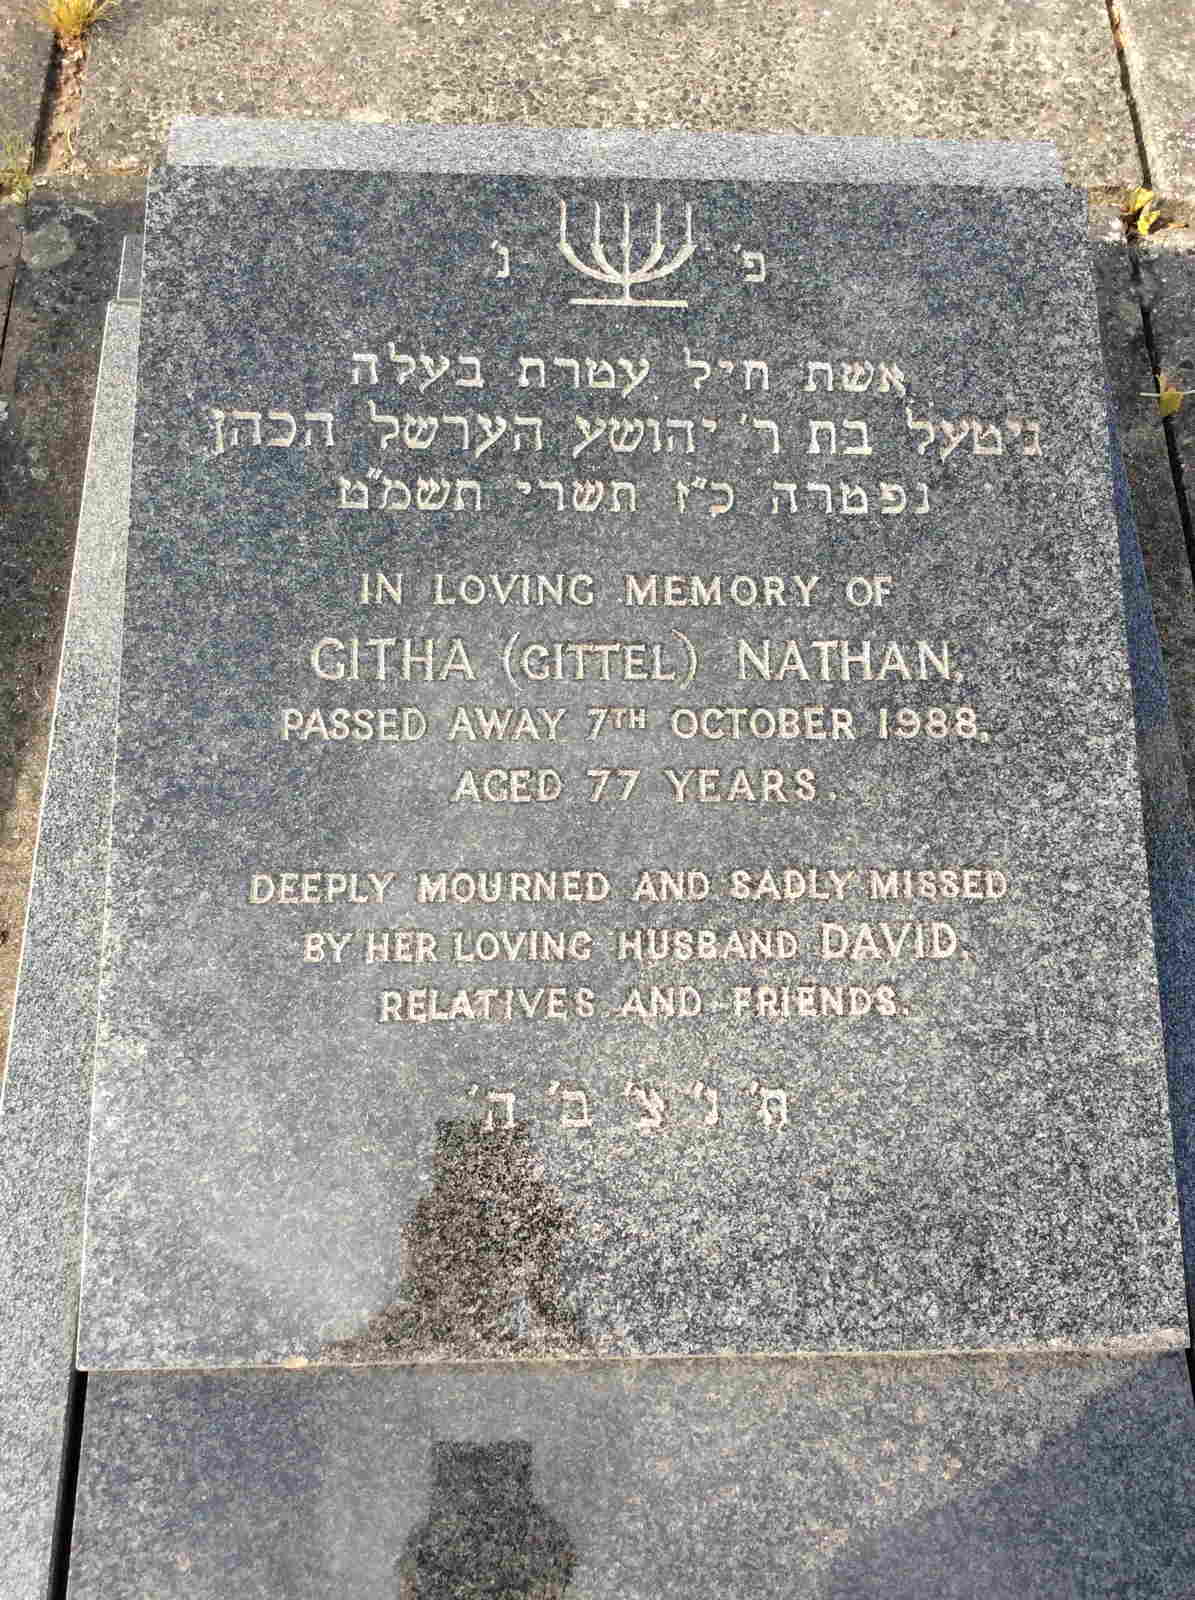 פ' נ'
אשת חיל עטרת בעלה
גיטעל בת ר' יהושע הערשל הכהן
נפטרה כ"ז תשרי תשמ"ט
IN LOVING MEMORY OF
GITHA (GITTEL) NATHAN,
PASSED AWAY 7TH OCTOBER 1988,
AGED 77 YEARS.
DEEPLY MOURNED AND SADLY MISSED
BY HER LOVING HUSBAND DAVID,
RELATIVES AND FRIENDS.
ת' נ' צ' ב' ה'